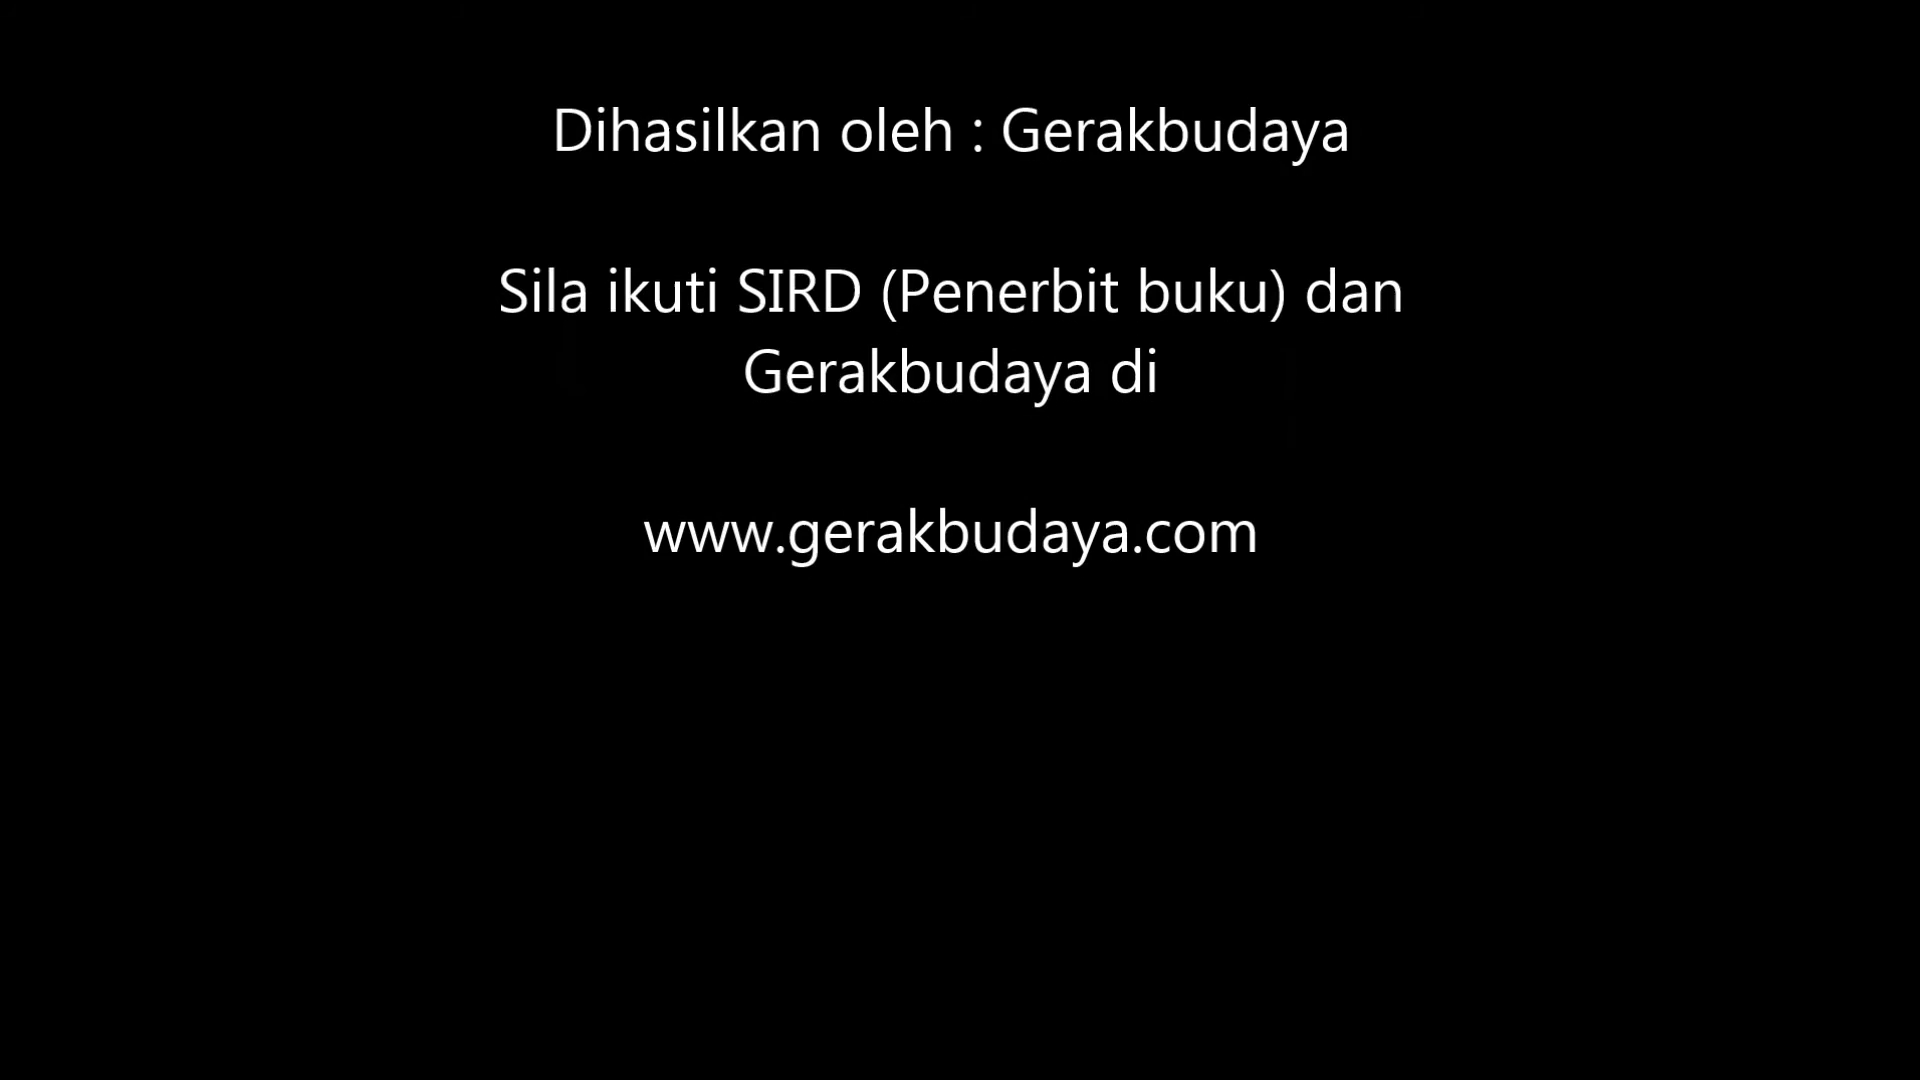 Dihasilkan oleh : Gerakbudaya
Sila ikuti SIRD (Penerbit buku) dan
Gerakbudaya di
www.gerakbudaya.com